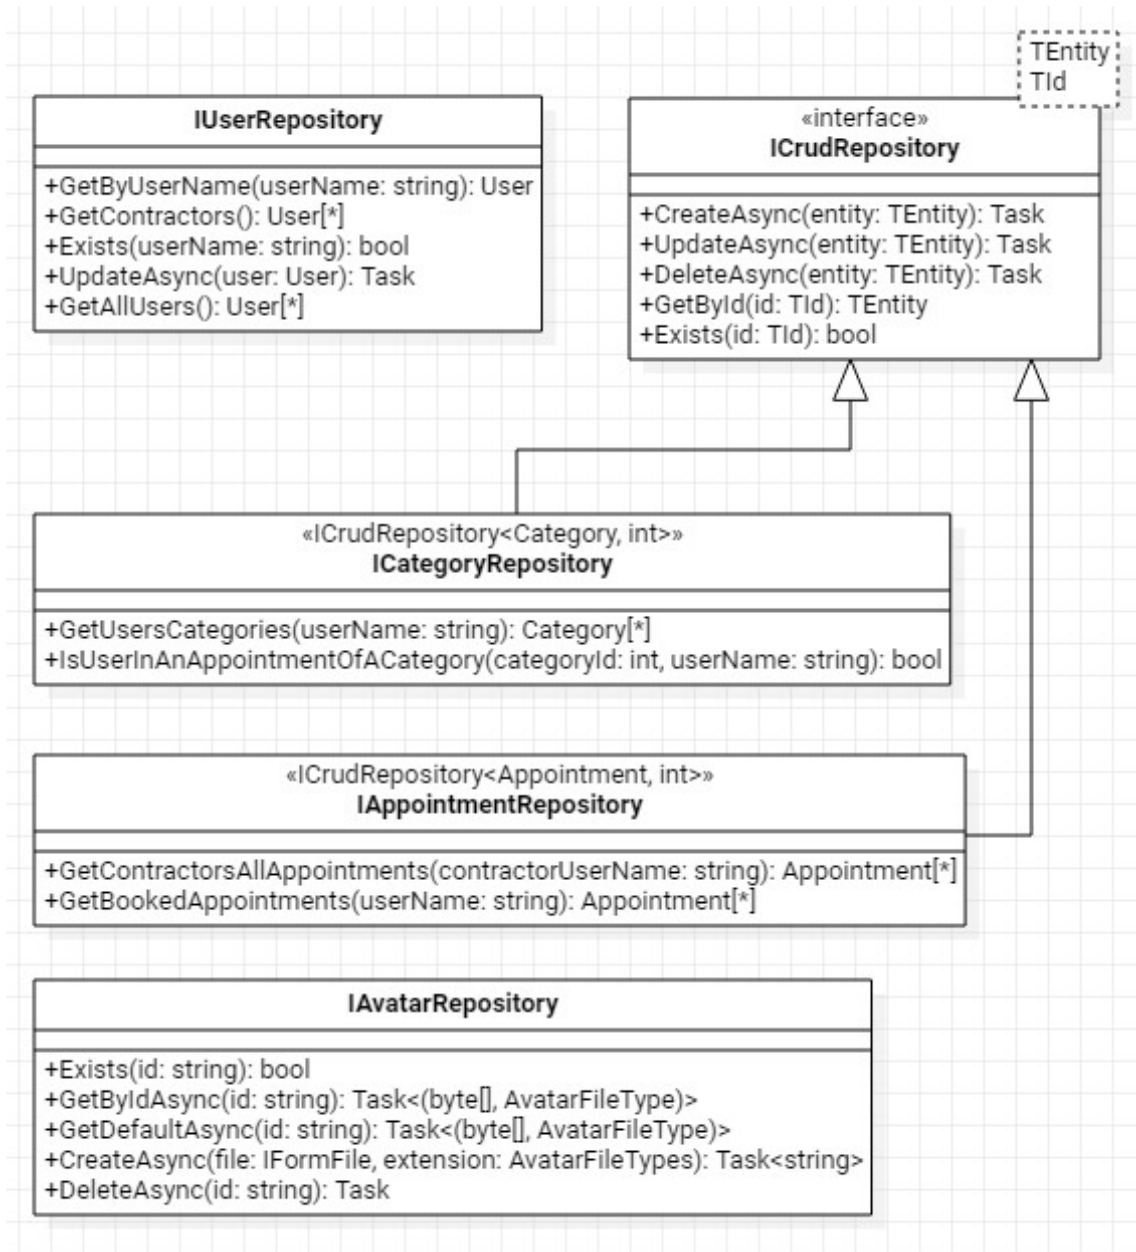 IUserRepository
+GetByUserName(userName: string): User
+GetContractors(): User[*]
+Exists(userName: string): bool
+UpdateAsync(user: User): Task
+GetAllUsers(): User[*]
TEntity
TId
«interface»
ICrudRepository
+CreateAsync(entity: TEntity): Task
+UpdateAsync(entity: TEntity): Task
+DeleteAsync(entity: TEntity): Task
+GetById(id: TId): TEntity
+Exists(id: TId): bool
«ICrudRepository<Category, int>»
ICategoryRepository
+GetUsersCategories(userName: string): Category[*]
+IsUserInAnAppointmentOfACategory(categoryId: int, userName: string): bool
«ICrudRepository<Appointment, int>»
IAppointmentRepository
+GetContractorsAllAppointments(contractorUserName: string): Appointment[*]
+GetBookedAppointments(userName: string): Appointment[*]
IAvatarRepository
+Exists(id: string): bool
+GetByIdAsync(id: string): Task<(byte[], AvatarFileType)>
+GetDefaultAsync(id: string): Task<(byte[], AvatarFileType)>
+CreateAsync(file: IFormFile, extension: AvatarFileTypes): Task<string>
+DeleteAsync(id: string): Task